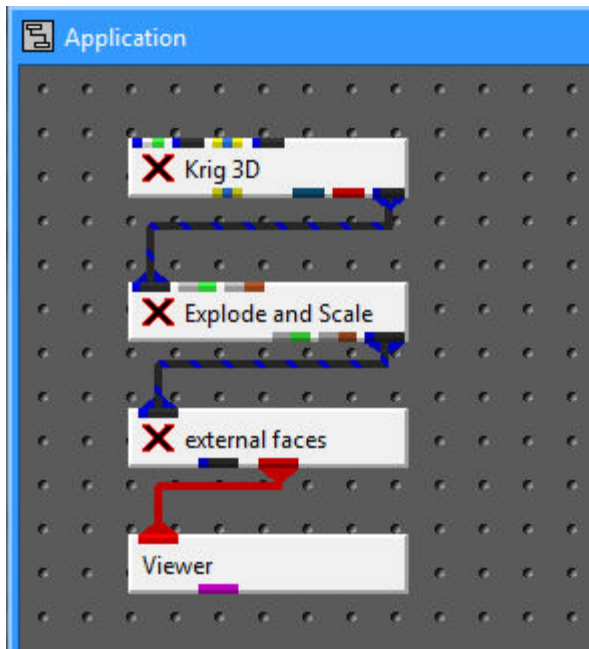 Application
Krig 3D
Explode and Scale
external faces
Viewer